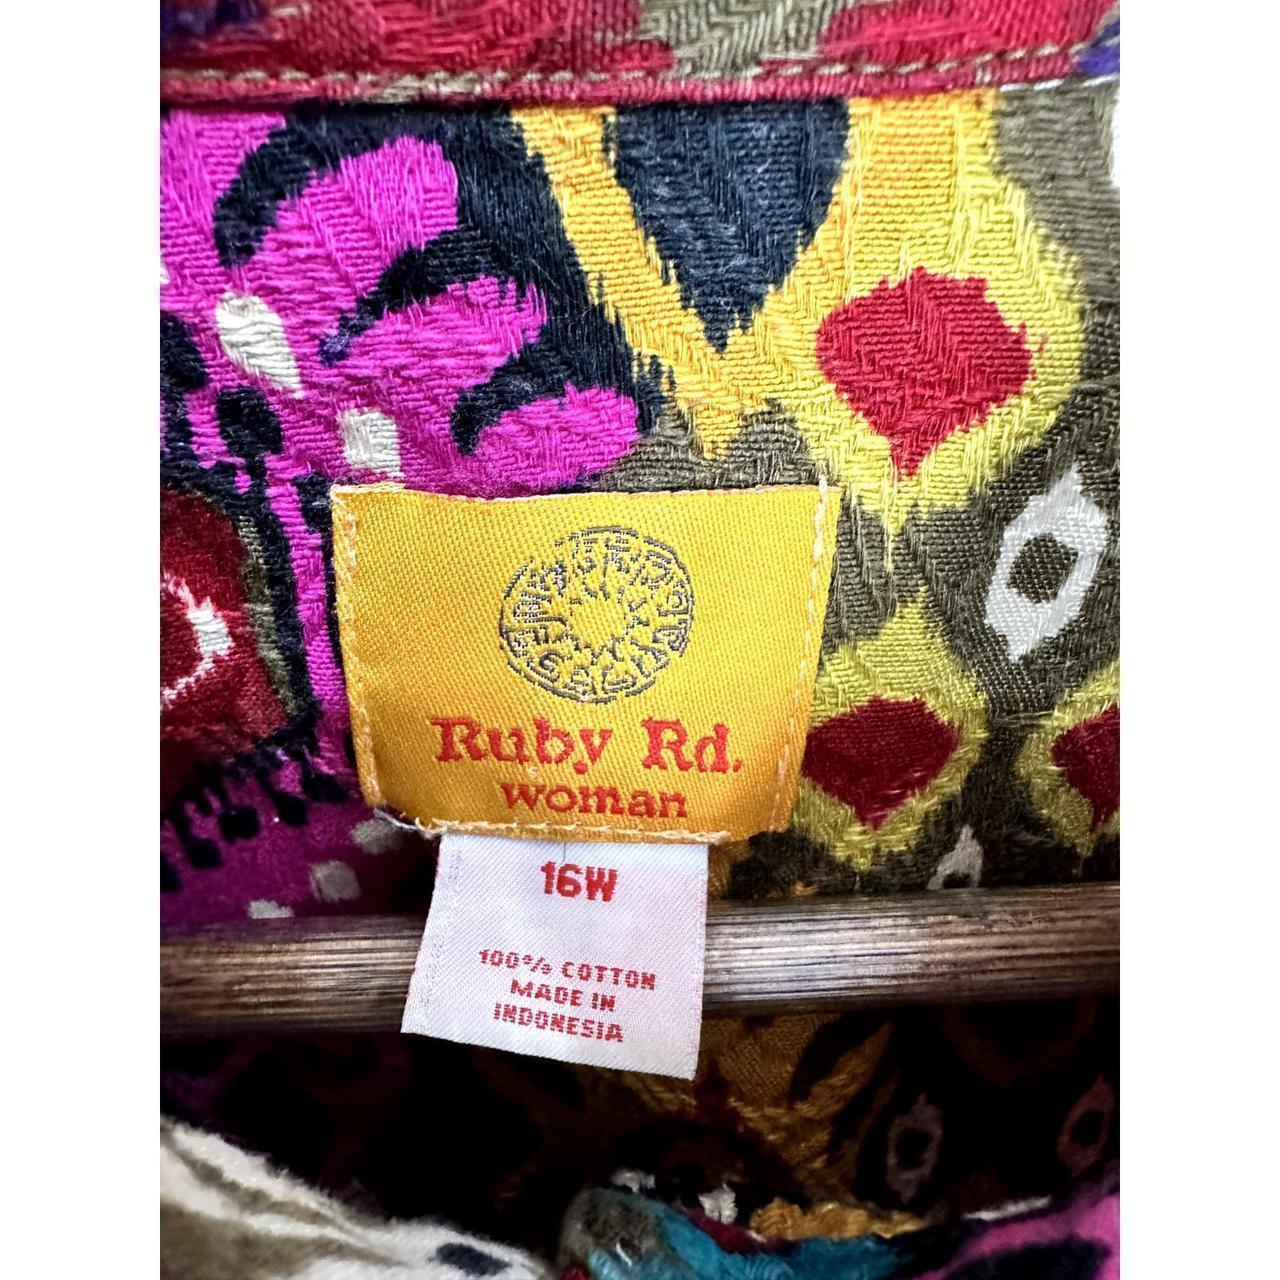 Ruby Rd.
woman
16W
100% COTTON
MADE IN
INDONESIA